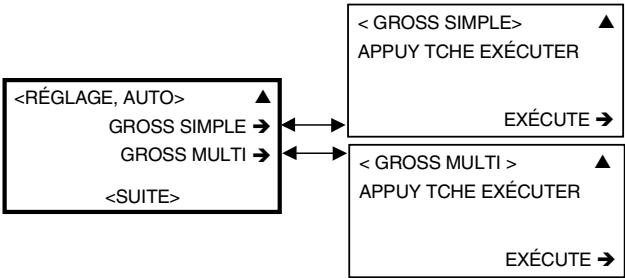 <RÉGLAGE, AUTO> ▲
GROSS SIMPLE ➔
GROSS MULTI ➔
<SUITE>
< GROSS SIMPLE> ▲
APPUY TCHE EXÉCUTER
EXÉCUTE ➔
< GROSS MULTI > ▲
APPUY TCHE EXÉCUTER
EXÉCUTE ➔